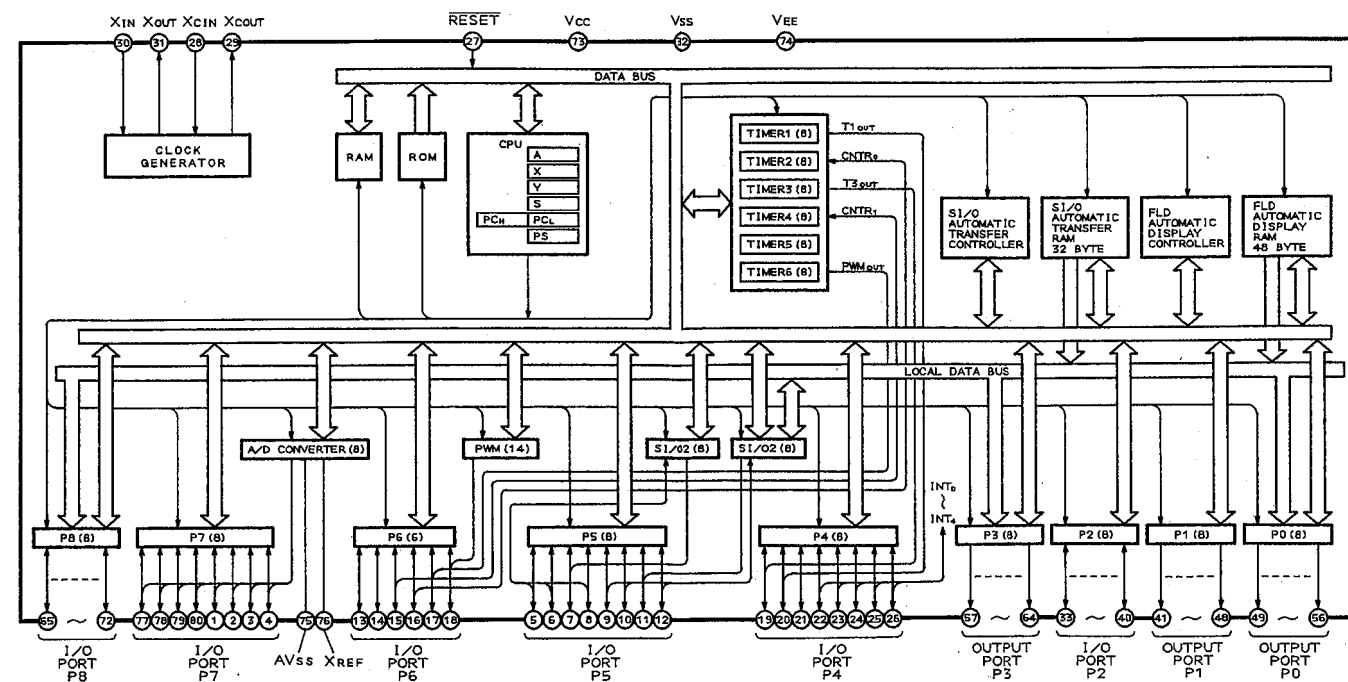 XIN XOUT XCIN XCOUT RESET VCC VSS VEE
30 31 28 29 27 73 32 74
DATA BUS
CLOCK
GENERATOR
RAM
ROM
CPU
A
X
Y
S
PCH PCL
PS
TIMER1 (8)
TIMER2 (8)
TIMER3 (8)
TIMER4 (8)
TIMER5 (8)
TIMER6 (8)
T1OUT
CNTR0
T3OUT
CNTR1
PWMOUT
SI/O
AUTOMATIC
TRANSFER
CONTROLLER
SI/O
AUTOMATIC
TRANSFER
RAM
32 BYTE
FLD
AUTOMATIC
DISPLAY
CONTROLLER
FLD
AUTOMATIC
DISPLAY
RAM
48 BYTE
LOCAL DATA BUS
A/D CONVERTER (8)
PWM (14)
SI/O2 (8)
SI/O2 (8)
INT0
~
INT4
P8 (8) P7 (8) P6 (6) P5 (8) P4 (8) P3 (8) P2 (8) P1 (8) P0 (8)
65 ~ 72 77 78 79 80 1 2 3 4 75 76 13 14 15 16 17 18 5 6 7 8 9 10 11 12 19 20 21 22 23 24 25 26 57 ~ 64 33 ~ 40 41 ~ 48 49 ~ 56
I/O
PORT
P8
I/O
PORT
P7
AVSS XREF
I/O
PORT
P6
I/O
PORT
P5
I/O
PORT
P4
OUTPUT
PORT
P3
I/O
PORT
P2
OUTPUT
PORT
P1
OUTPUT
PORT
P0